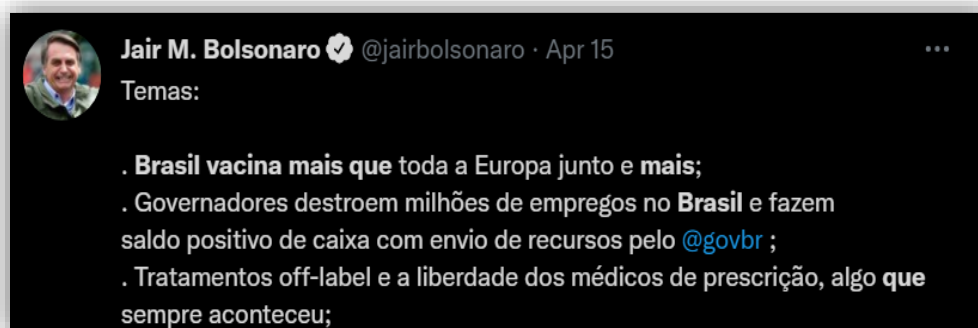 Jair M. Bolsonaro @jairbolsonaro · Apr 15
Temas:
. Brasil vacina mais que toda a Europa junto e mais;
. Governadores destroem milhões de empregos no Brasil e fazem
saldo positivo de caixa com envio de recursos pelo @govbr ;
. Tratamentos off-label e a liberdade dos médicos de prescrição, algo que
sempre aconteceu;